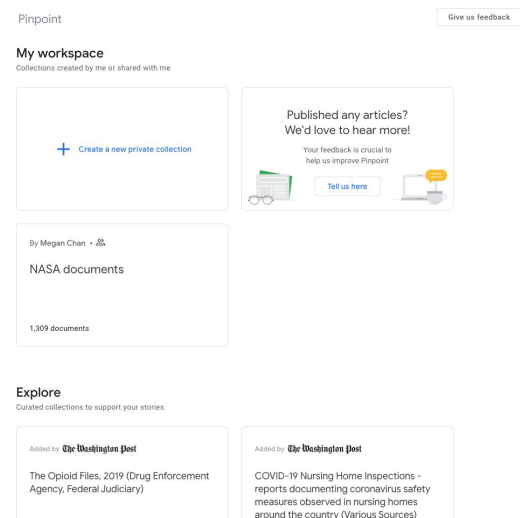 Pinpoint
Give us feedback
My workspace
Collections created by me or shared with me
Create a new private collection
Published any articles?
We'd love to hear more!
Your feedback is crucial to
help us improve Pinpoint
Tell us here
By Megan Chan •
NASA documents
1,309 documents
Explore
Curated collections to support your stories
Added by The Washington Post
The Opioid Files, 2019 (Drug Enforcement
Agency, Federal Judiciary)
Added by The Washington Post
COVID-19 Nursing Home Inspections -
reports documenting coronavirus safety
measures observed in nursing homes
around the country (Various Sources)